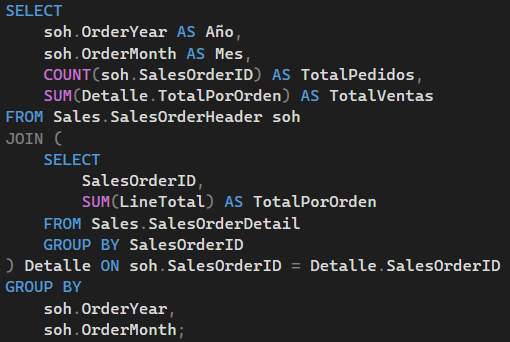 SELECT
    soh.OrderYear AS Año,
    soh.OrderMonth AS Mes,
    COUNT(soh.SalesOrderID) AS TotalPedidos,
    SUM(Detalle.TotalPorOrden) AS TotalVentas
FROM Sales.SalesOrderHeader soh
JOIN (
    SELECT
        SalesOrderID,
        SUM(LineTotal) AS TotalPorOrden
    FROM Sales.SalesOrderDetail
    GROUP BY SalesOrderID
) Detalle ON soh.SalesOrderID = Detalle.SalesOrderID
GROUP BY
    soh.OrderYear,
    soh.OrderMonth;